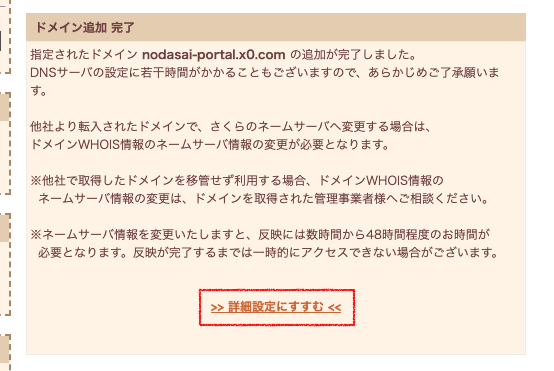 ドメイン追加 完了
指定されたドメイン nodasai-portal.x0.com の追加が完了しました。
DNSサーバの設定に若干時間がかかることもございますので、あらかじめご了承願いま
す。
他社より転入されたドメインで、さくらのネームサーバへ変更する場合は、
ドメインWHOIS情報のネームサーバ情報の変更が必要となります。
※他社で取得したドメインを移管せず利用する場合、ドメインWHOIS情報の
ネームサーバ情報の変更は、ドメインを取得された管理事業者様へご相談ください。
※ネームサーバ情報を変更いたしますと、反映には数時間から48時間程度のお時間が
必要となります。反映が完了するまでは一時的にアクセスできない場合がございます。
>> 詳細設定にすすむ <<